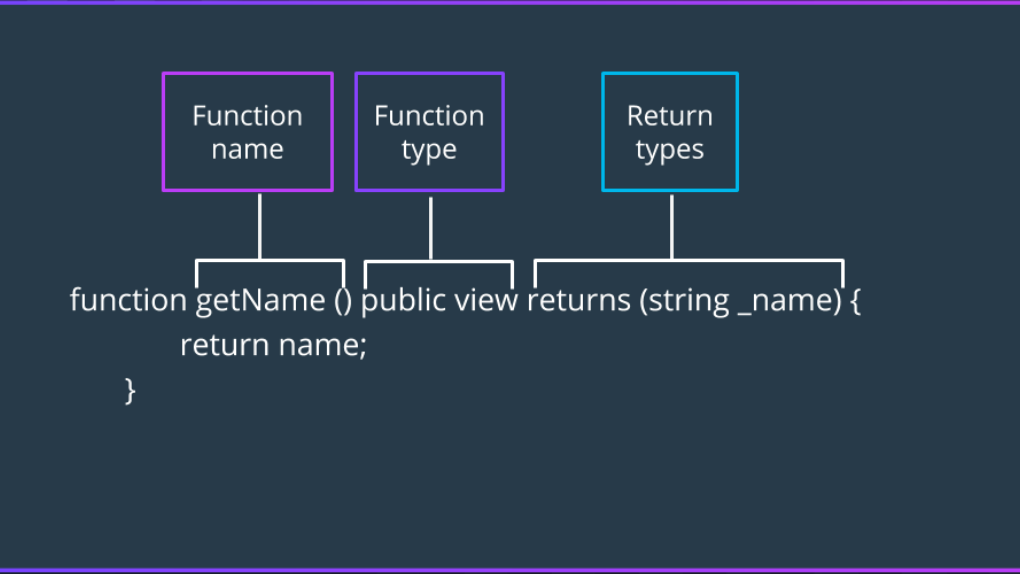 Function
name
Function
type
Return
types
function getName () public view returns (string _name) {
return name;
}